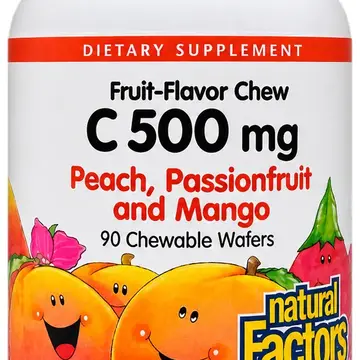 DIETARY SUPPLEMENT
Fruit-Flavor Chew
C 500 mg
Peach, Passionfruit
and Mango
90 Chewable Wafers
natural
Factors